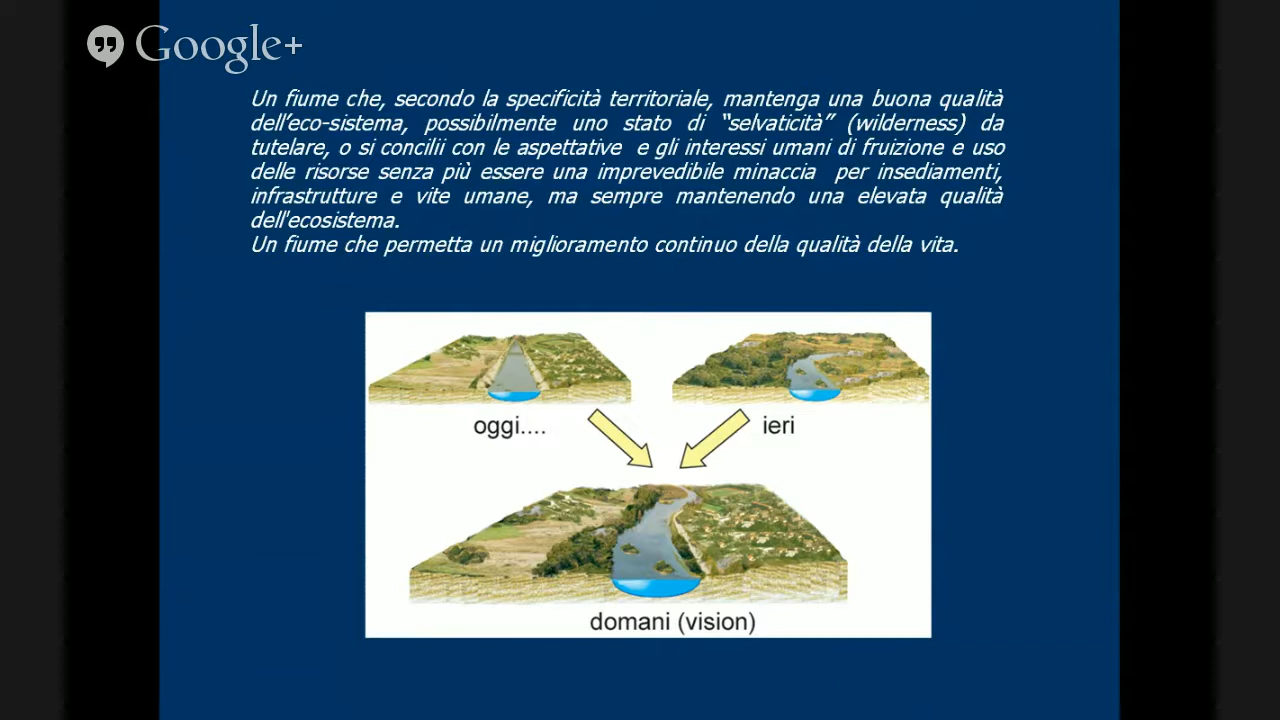 Google+
Un fiume che, secondo la specificità territoriale, mantenga una buona qualità
dell’eco-sistema, possibilmente uno stato di “selvaticità” (wilderness) da
tutelare, o si concilii con le aspettative e gli interessi umani di fruizione e uso
delle risorse senza più essere una imprevedibile minaccia per insediamenti,
infrastrutture e vite umane, ma sempre mantenendo una elevata qualità
dell'ecosistema.
Un fiume che permetta un miglioramento continuo della qualità della vita.
oggi....
ieri
domani (vision)